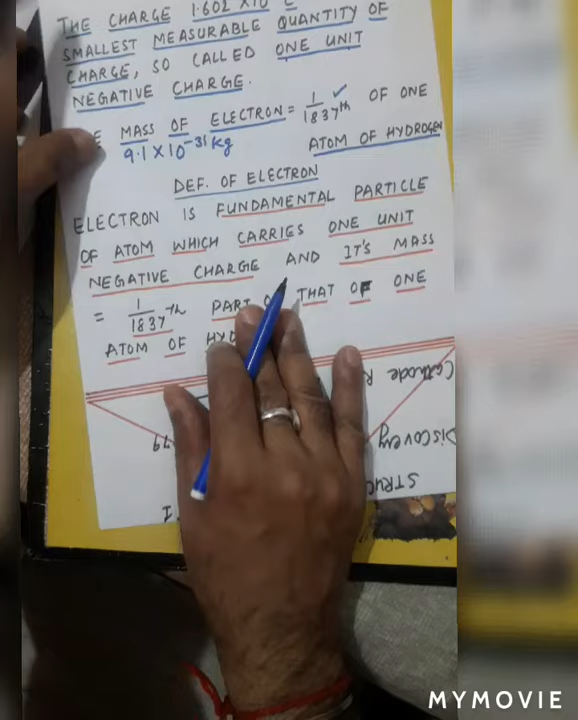 THE CHARGE 1.602 X10 C
SMALLEST MEASURABLE QUANTITY OF
CHARGE, SO CALLED ONE UNIT
NEGATIVE CHARGE.
MASS OF ELECTRON = 1/1837th OF ONE
9.1 X 10⁻³¹ kg ATOM OF HYDROGEN
DEF. OF ELECTRON
ELECTRON IS FUNDAMENTAL PARTICLE
OF ATOM WHICH CARRIES ONE UNIT
NEGATIVE CHARGE AND IT'S MASS
= 1/1837th PART THAT OF ONE
ATOM OF
Cathode
Discovery
MYMOVIE